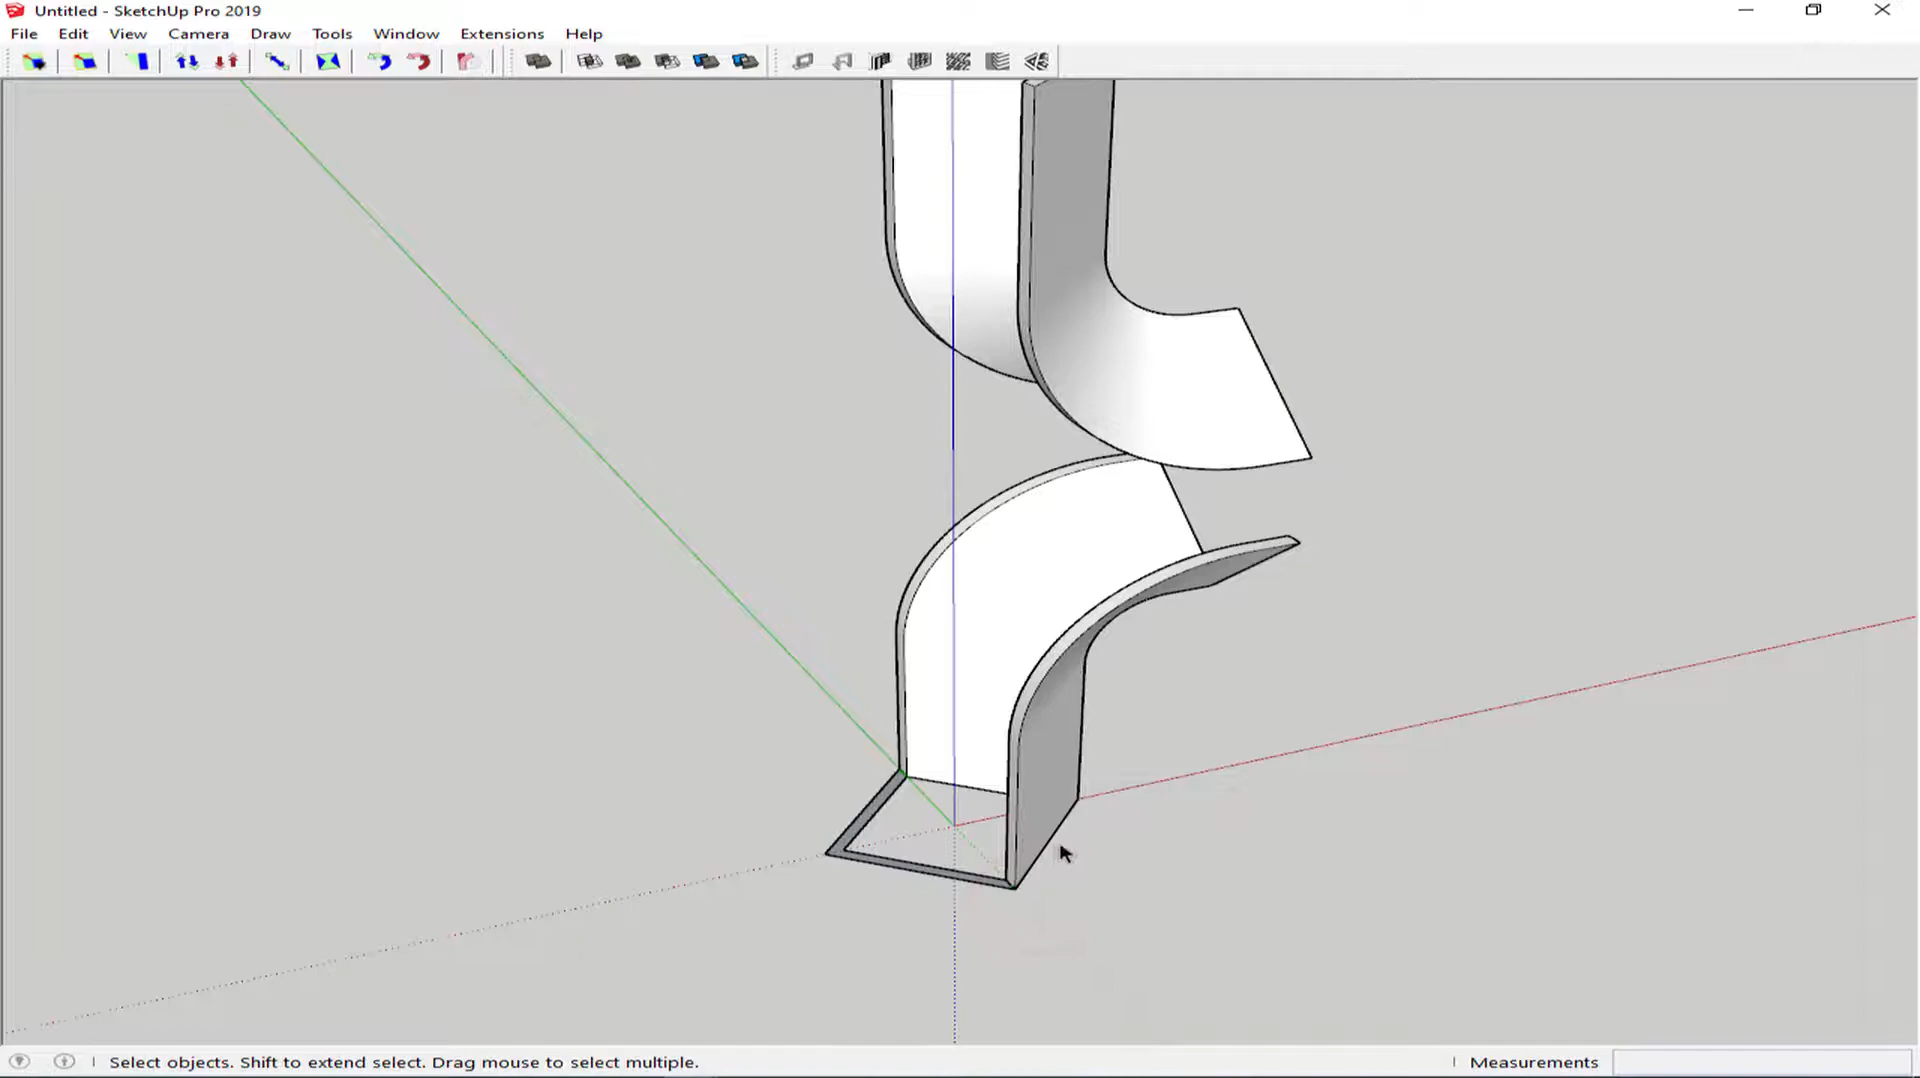 Untitled - SketchUp Pro 2019
File Edit View Camera Draw Tools Window Extensions Help
Select objects. Shift to extend select. Drag mouse to select multiple.
Measurements